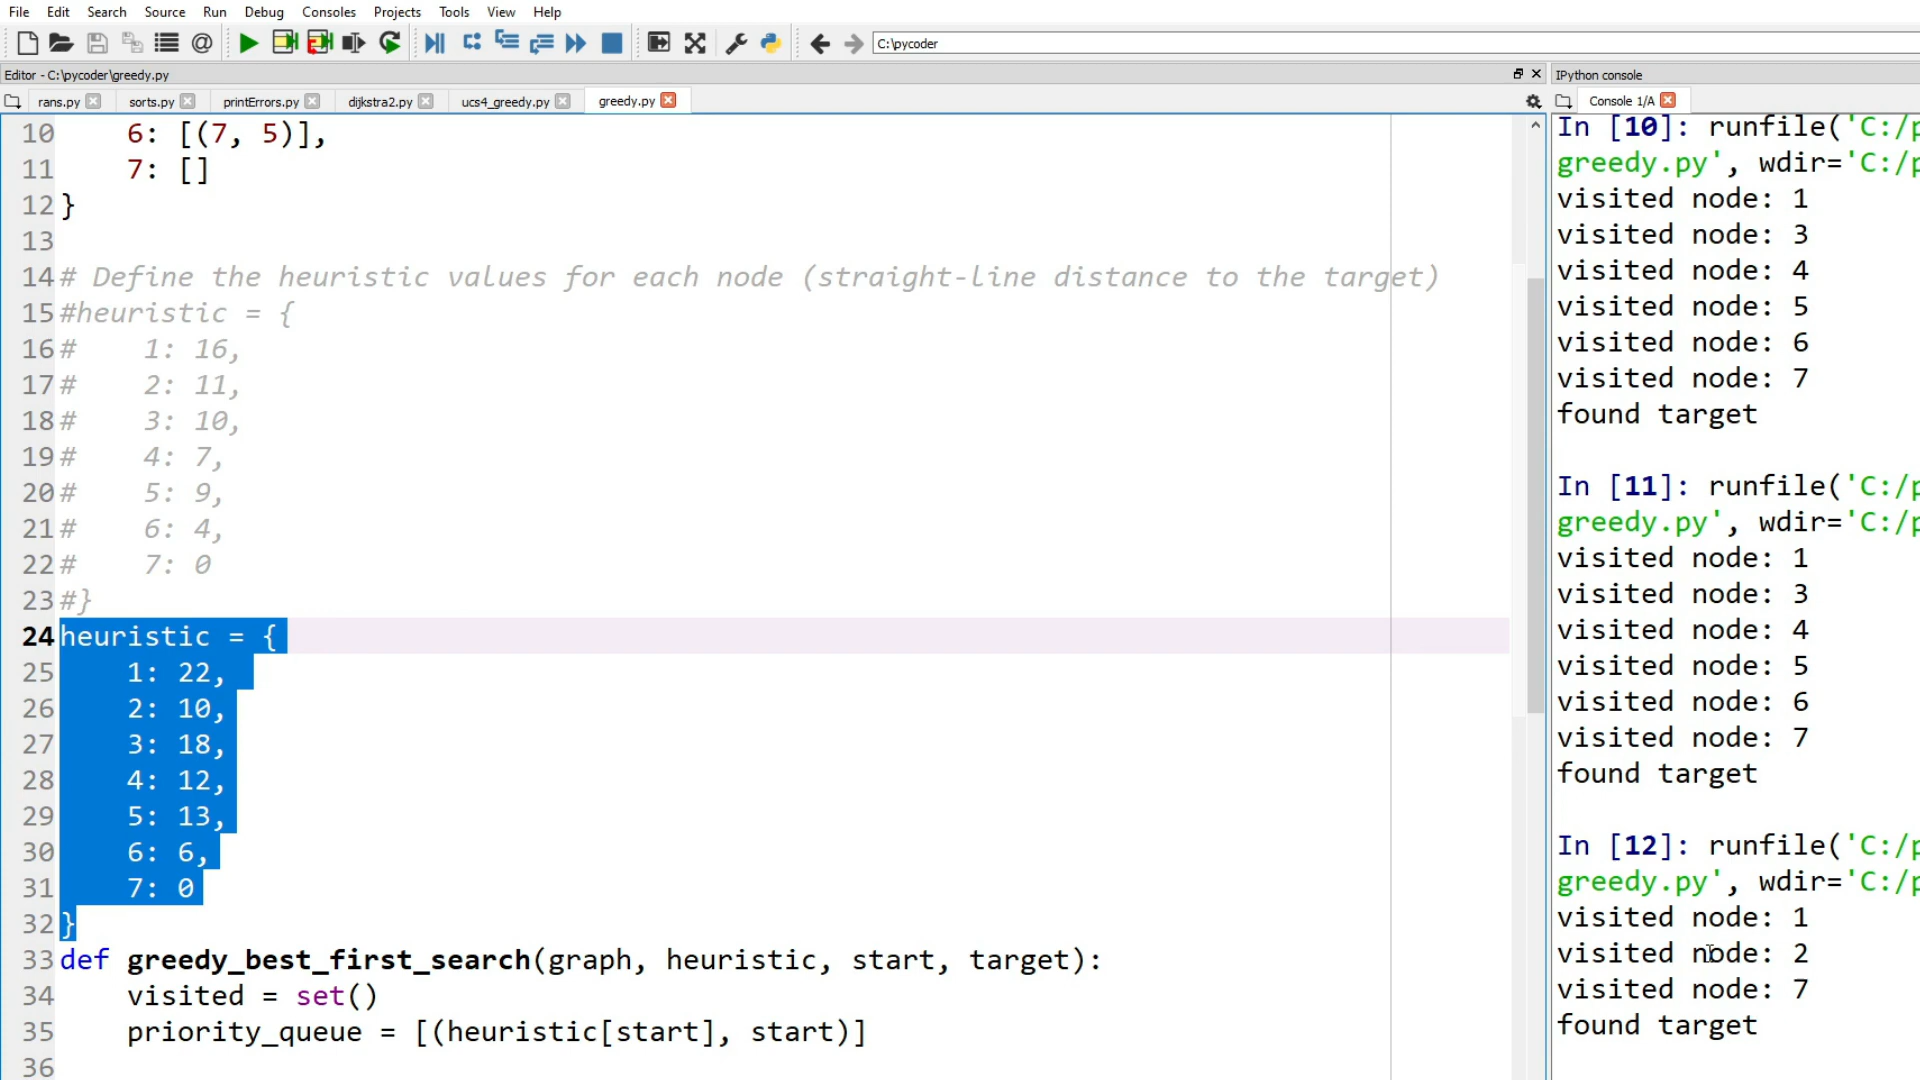 File Edit Search Source Run Debug Consoles Projects Tools View Help
C:\pycoder
Editor - C:\pycoder\greedy.py
rans.py sorts.py printErrors.py dijkstra2.py ucs4_greedy.py greedy.py
10 6: [(7, 5)],
11 7: []
12 }
13
14 # Define the heuristic values for each node (straight-line distance to the target)
15 #heuristic = {
16 # 1: 16,
17 # 2: 11,
18 # 3: 10,
19 # 4: 7,
20 # 5: 9,
21 # 6: 4,
22 # 7: 0
23 #}
24 heuristic = {
25 1: 22,
26 2: 10,
27 3: 18,
28 4: 12,
29 5: 13,
30 6: 6,
31 7: 0
32 }
33 def greedy_best_first_search(graph, heuristic, start, target):
34 visited = set()
35 priority_queue = [(heuristic[start], start)]
36
IPython console
Console 1/A
In [10]: runfile('C:/p
greedy.py', wdir='C:/p
visited node: 1
visited node: 3
visited node: 4
visited node: 5
visited node: 6
visited node: 7
found target
In [11]: runfile('C:/p
greedy.py', wdir='C:/p
visited node: 1
visited node: 3
visited node: 4
visited node: 5
visited node: 6
visited node: 7
found target
In [12]: runfile('C:/p
greedy.py', wdir='C:/p
visited node: 1
visited node: 2
visited node: 7
found target